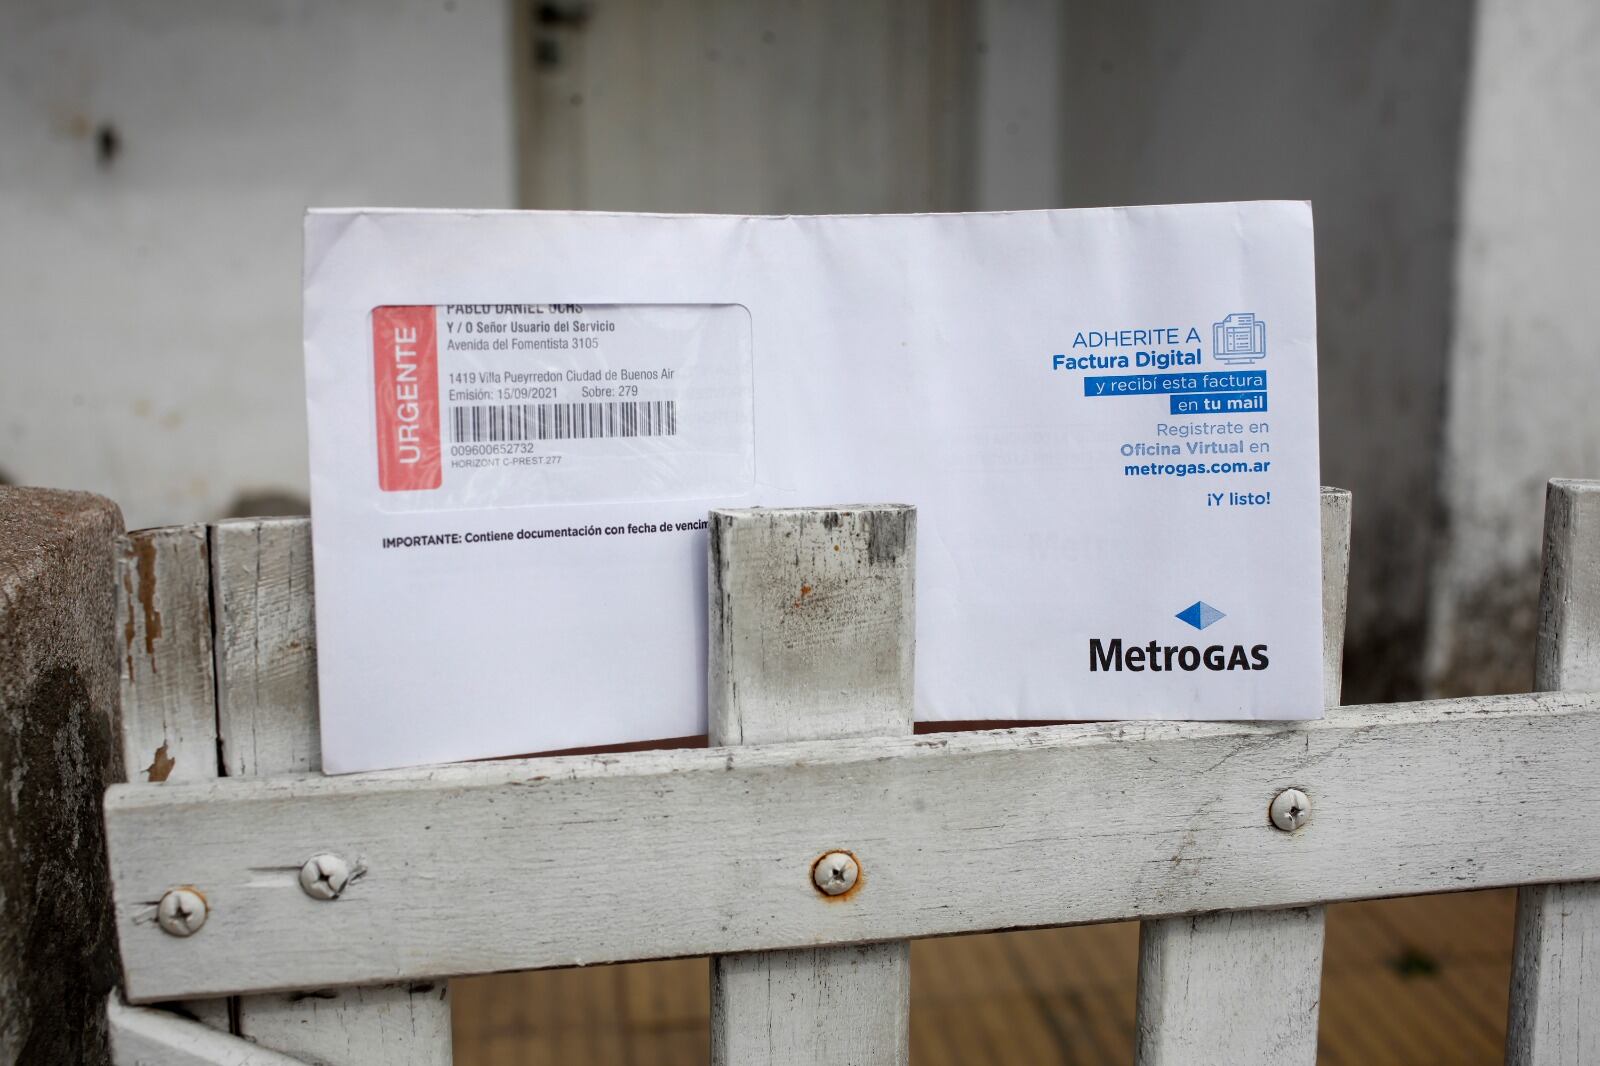 URGENTE
PABLO DANIEL OCHS
Y / O Señor Usuario del Servicio
Avenida del Fomentista 3105
1419 Villa Pueyrredon Ciudad de Buenos Air
Emisión: 15/09/2021 Sobre: 279
009600652732
HORIZONT C-PREST.277
IMPORTANTE: Contiene documentación con fecha de vencim
ADHERITE A
Factura Digital
y recibí esta factura
en tu mail
Registrate en
Oficina Virtual en
metrogas.com.ar
¡Y listo!
MetroGAS